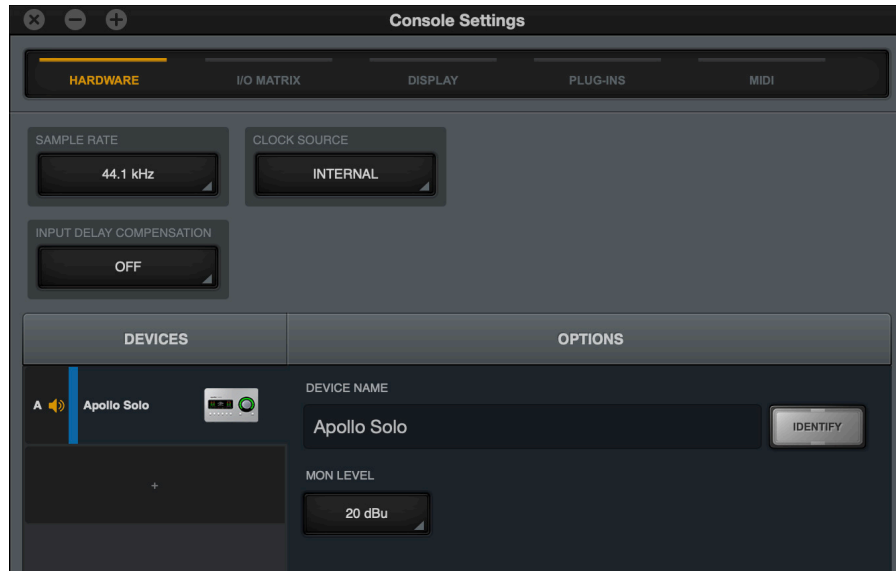 Console Settings
HARDWARE I/O MATRIX DISPLAY PLUG-INS MIDI
SAMPLE RATE CLOCK SOURCE
44.1 kHz INTERNAL
INPUT DELAY COMPENSATION
OFF
DEVICES OPTIONS
DEVICE NAME
A Apollo Solo
Apollo Solo IDENTIFY
MON LEVEL
+
20 dBu